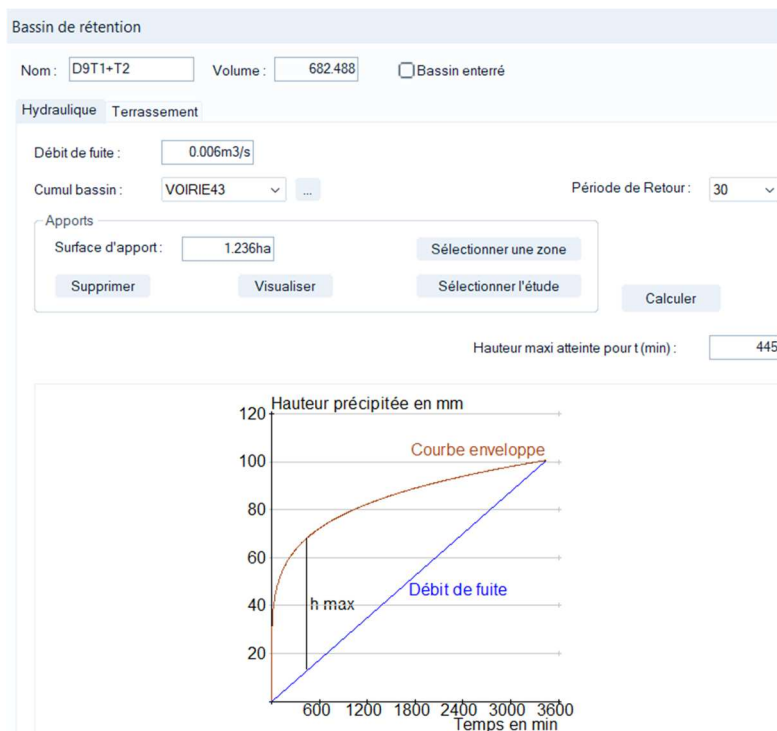 Bassin de rétention
Nom : D9T1+T2 Volume : 682.488 Bassin enterré
Hydraulique Terrassement
Débit de fuite : 0.006m3/s
Cumul bassin : VOIRIE43 ... Période de Retour : 30
Apports
Surface d'apport : 1.236ha Sélectionner une zone
Supprimer Visualiser Sélectionner l'étude
Calculer
Hauteur maxi atteinte pour t (min) : 445
Hauteur précipitée en mm
120
Courbe enveloppe
100
80
60
Débit de fuite
h max
40
20
600 1200 1800 2400 3000 3600
Temps en min